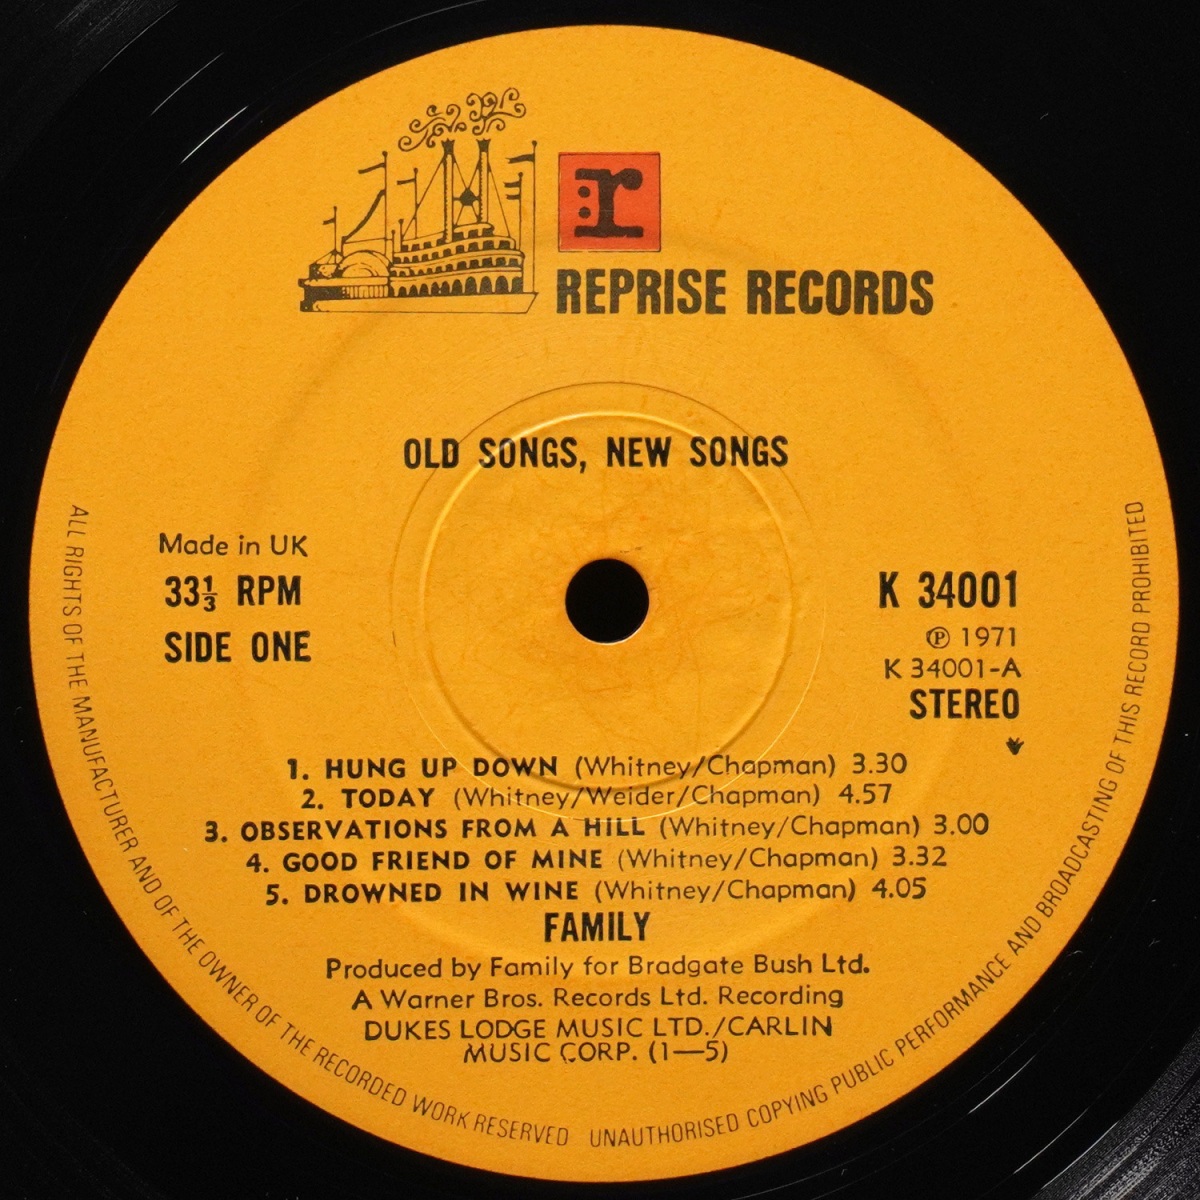 r
REPRISE RECORDS
OLD SONGS, NEW SONGS
Made in UK
33⅓ RPM
SIDE ONE
K 34001
℗ 1971
K 34001-A
STEREO
1. HUNG UP DOWN (Whitney/Chapman) 3.30
2. TODAY (Whitney/Weider/Chapman) 4.57
3. OBSERVATIONS FROM A HILL (Whitney/Chapman) 3.00
4. GOOD FRIEND OF MINE (Whitney/Chapman) 3.32
5. DROWNED IN WINE (Whitney/Chapman) 4.05
FAMILY
Produced by Family for Bradgate Bush Ltd.
A Warner Bros. Records Ltd. Recording
DUKES LODGE MUSIC LTD./CARLIN
MUSIC CORP. (1—5)
ALL RIGHTS OF THE MANUFACTURER AND OF THE OWNER OF THE RECORDED WORK RESERVED UNAUTHORISED COPYING PUBLIC PERFORMANCE AND BROADCASTING OF THIS RECORD PROHIBITED